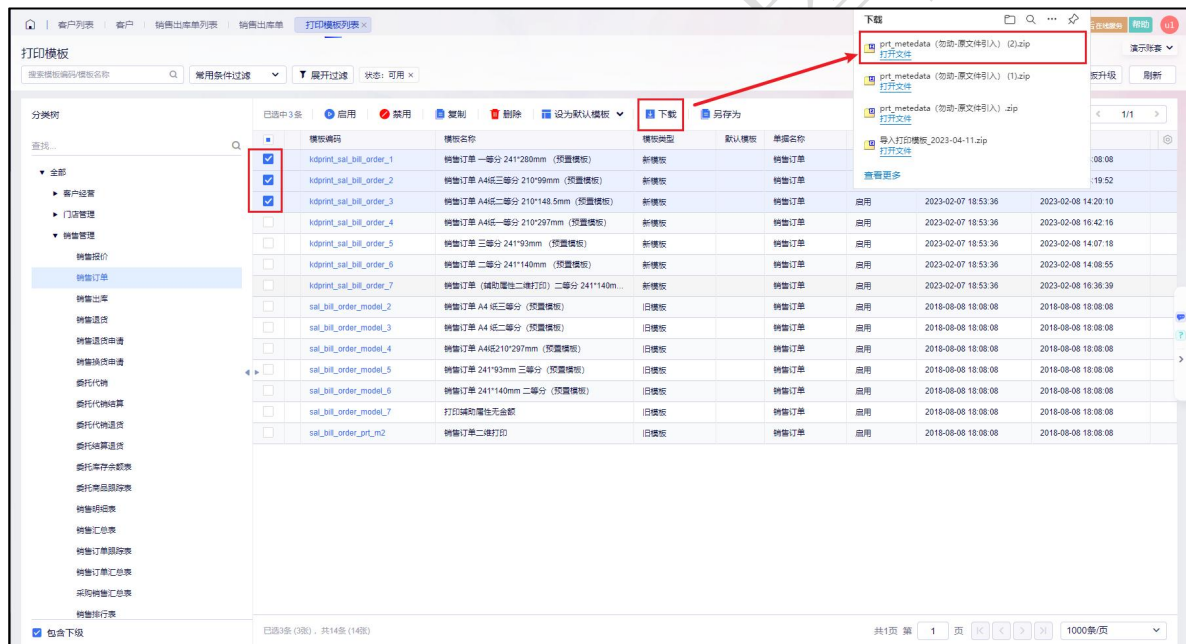 客户列表 客户 销售出库单列表 销售出库单 打印模板列表 ×
打印模板
搜索模板编码/模板名称 常用条件过滤 展开过滤 状态：可用 ×
下载
prt_metedata（勿动-原文件引入） (2).zip
打开文件
prt_metedata（勿动-原文件引入） (1).zip
打开文件
prt_metedata（勿动-原文件引入） .zip
打开文件
导入打印模板_2023-04-11.zip
打开文件
查看更多
帮助 u1
演示账套
板升级 刷新
分类树
查找...
全部
客户经营
门店管理
销售管理
销售报价
销售订单
销售出库
销售退货
销售退货申请
销售换货申请
委托代销
委托代销结算
委托代销退货
委托结算退货
委托库存余额表
委托商品跟踪表
销售明细表
销售汇总表
销售订单跟踪表
销售订单汇总表
采购销售汇总表
销售排行表
包含下级
已选中3条 启用 禁用 复制 删除 设为默认模板 下载 另存为 1/1
模板编码 模板名称 模板类型 默认模板 单据名称
kdprint_sal_bill_order_1 销售订单 一等分 241*280mm（预置模板） 新模板 销售订单 :08:08
kdprint_sal_bill_order_2 销售订单 A4纸三等分 210*99mm（预置模板） 新模板 销售订单 :19:52
kdprint_sal_bill_order_3 销售订单 A4纸二等分 210*148.5mm（预置模板） 新模板 销售订单 启用 2023-02-07 18:53:36 2023-02-08 14:20:10
kdprint_sal_bill_order_4 销售订单 A4纸一等分 210*297mm（预置模板） 新模板 销售订单 启用 2023-02-07 18:53:36 2023-02-08 16:42:16
kdprint_sal_bill_order_5 销售订单 三等分 241*93mm（预置模板） 新模板 销售订单 启用 2023-02-07 18:53:36 2023-02-08 14:07:18
kdprint_sal_bill_order_6 销售订单 二等分 241*140mm（预置模板） 新模板 销售订单 启用 2023-02-07 18:53:36 2023-02-08 14:08:55
kdprint_sal_bill_order_7 销售订单（辅助属性二维打印）二等分 241*140m... 新模板 销售订单 启用 2023-02-07 18:53:36 2023-02-08 16:36:39
sal_bill_order_model_2 销售订单 A4 纸三等分（预置模板） 旧模板 销售订单 启用 2018-08-08 18:08:08 2018-08-08 18:08:08
sal_bill_order_model_3 销售订单 A4 纸二等分（预置模板） 旧模板 销售订单 启用 2018-08-08 18:08:08 2018-08-08 18:08:08
sal_bill_order_model_4 销售订单 A4纸210*297mm（预置模板） 旧模板 销售订单 启用 2018-08-08 18:08:08 2018-08-08 18:08:08
sal_bill_order_model_5 销售订单 241*93mm 三等分（预置模板） 旧模板 销售订单 启用 2018-08-08 18:08:08 2018-08-08 18:08:08
sal_bill_order_model_6 销售订单 241*140mm 二等分（预置模板） 旧模板 销售订单 启用 2018-08-08 18:08:08 2018-08-08 18:08:08
sal_bill_order_model_7 打印辅助属性无金额 旧模板 销售订单 启用 2018-08-08 18:08:08 2018-08-08 18:08:08
sal_bill_order_prt_m2 销售订单二维打印 旧模板 销售订单 启用 2018-08-08 18:08:08 2018-08-08 18:08:08
已选3条 (3张)，共14条 (14张) 共1页 第 1 页 1000条/页